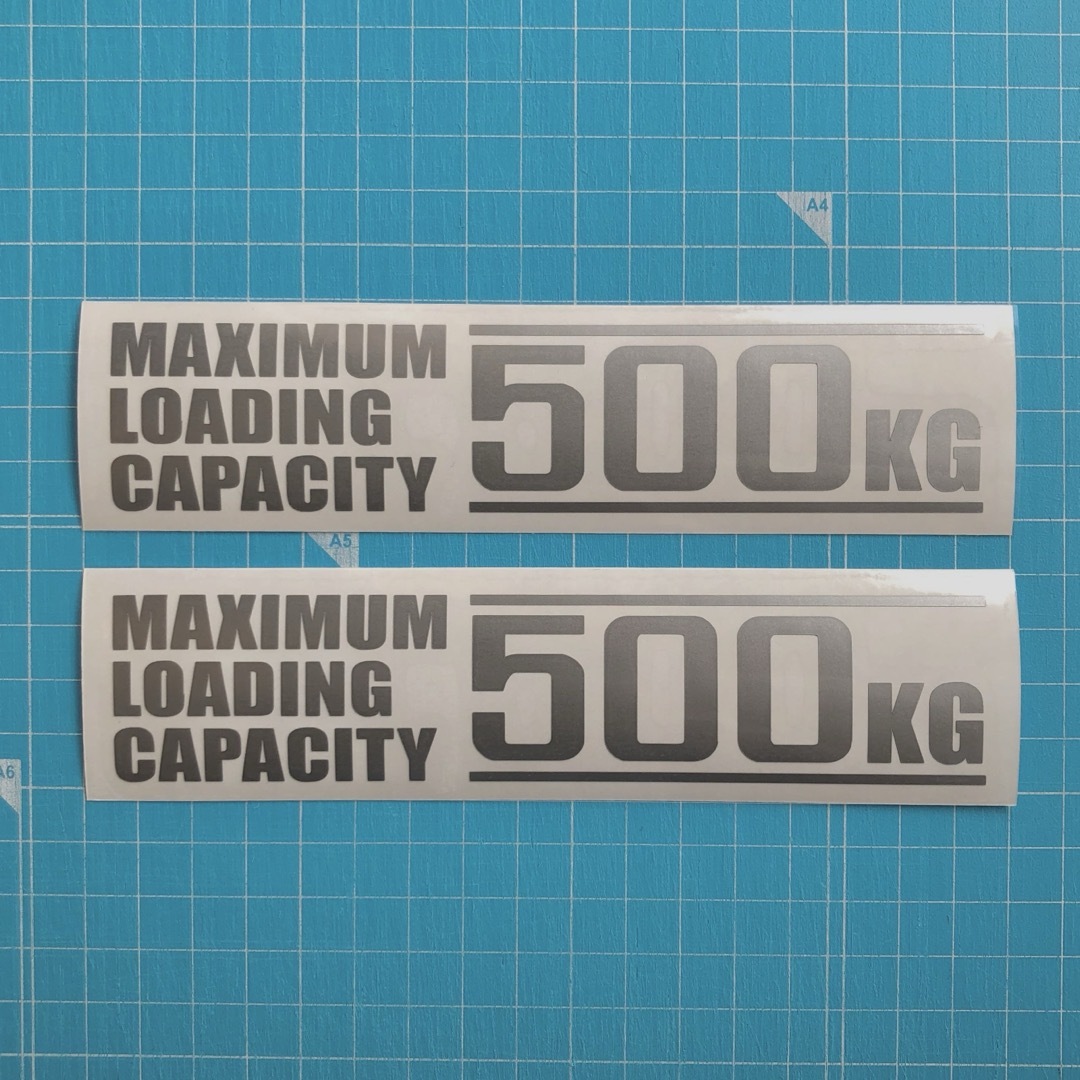 A4
MAXIMUM
LOADING
CAPACITY
500KG
A5
MAXIMUM
LOADING
CAPACITY
500KG
A6